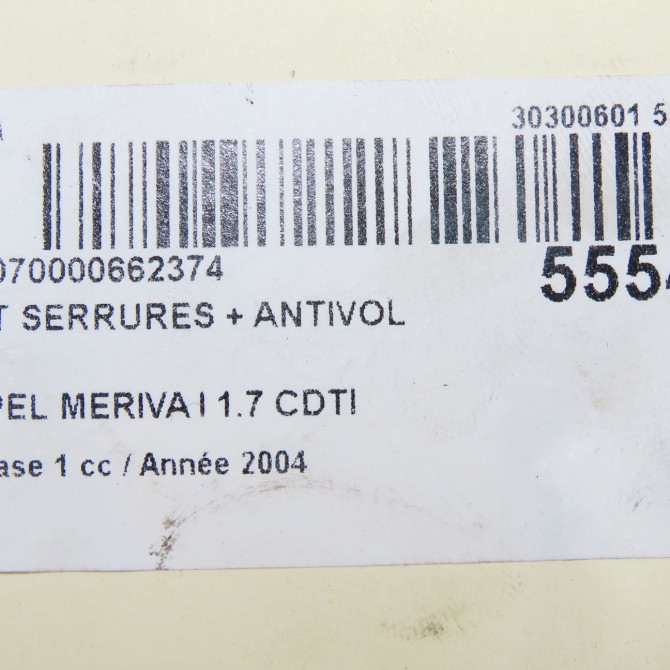 30300601 5
070000662374
555
T SERRURES + ANTIVOL
PEL MERIVA I 1.7 CDTI
ase 1 cc / Année 2004